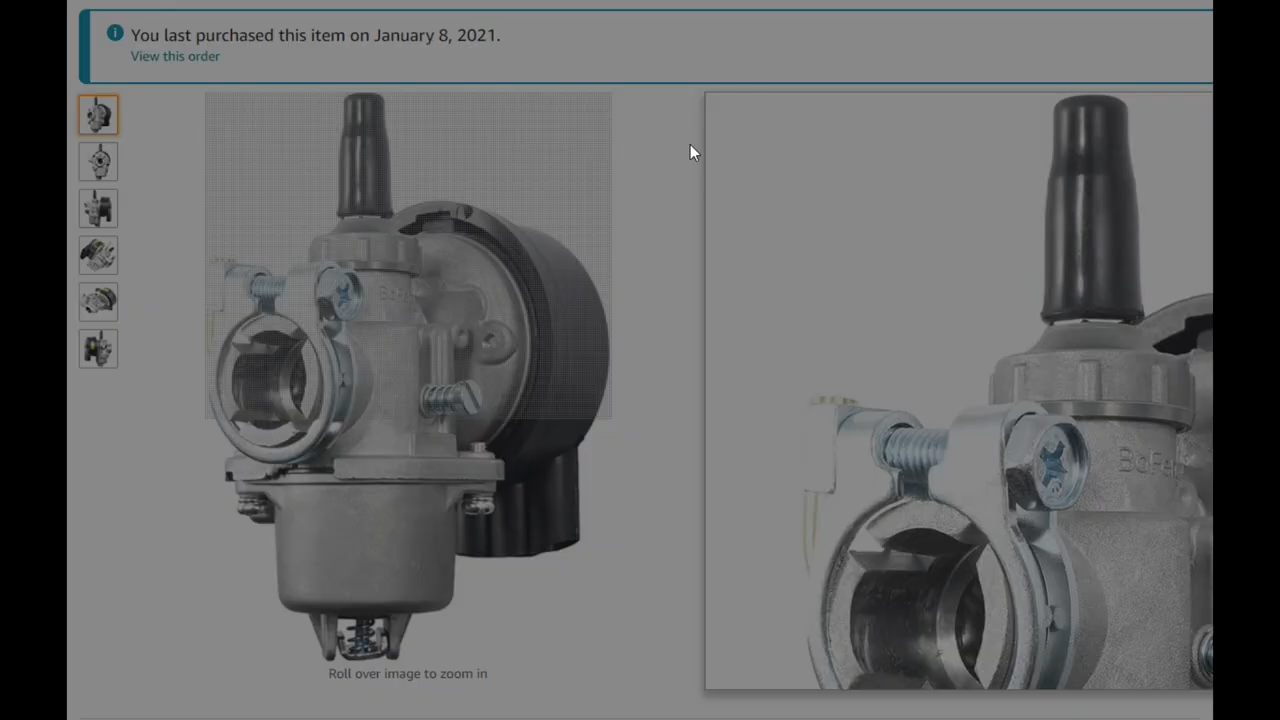 You last purchased this item on January 8, 2021.
View this order
Roll over image to zoom in